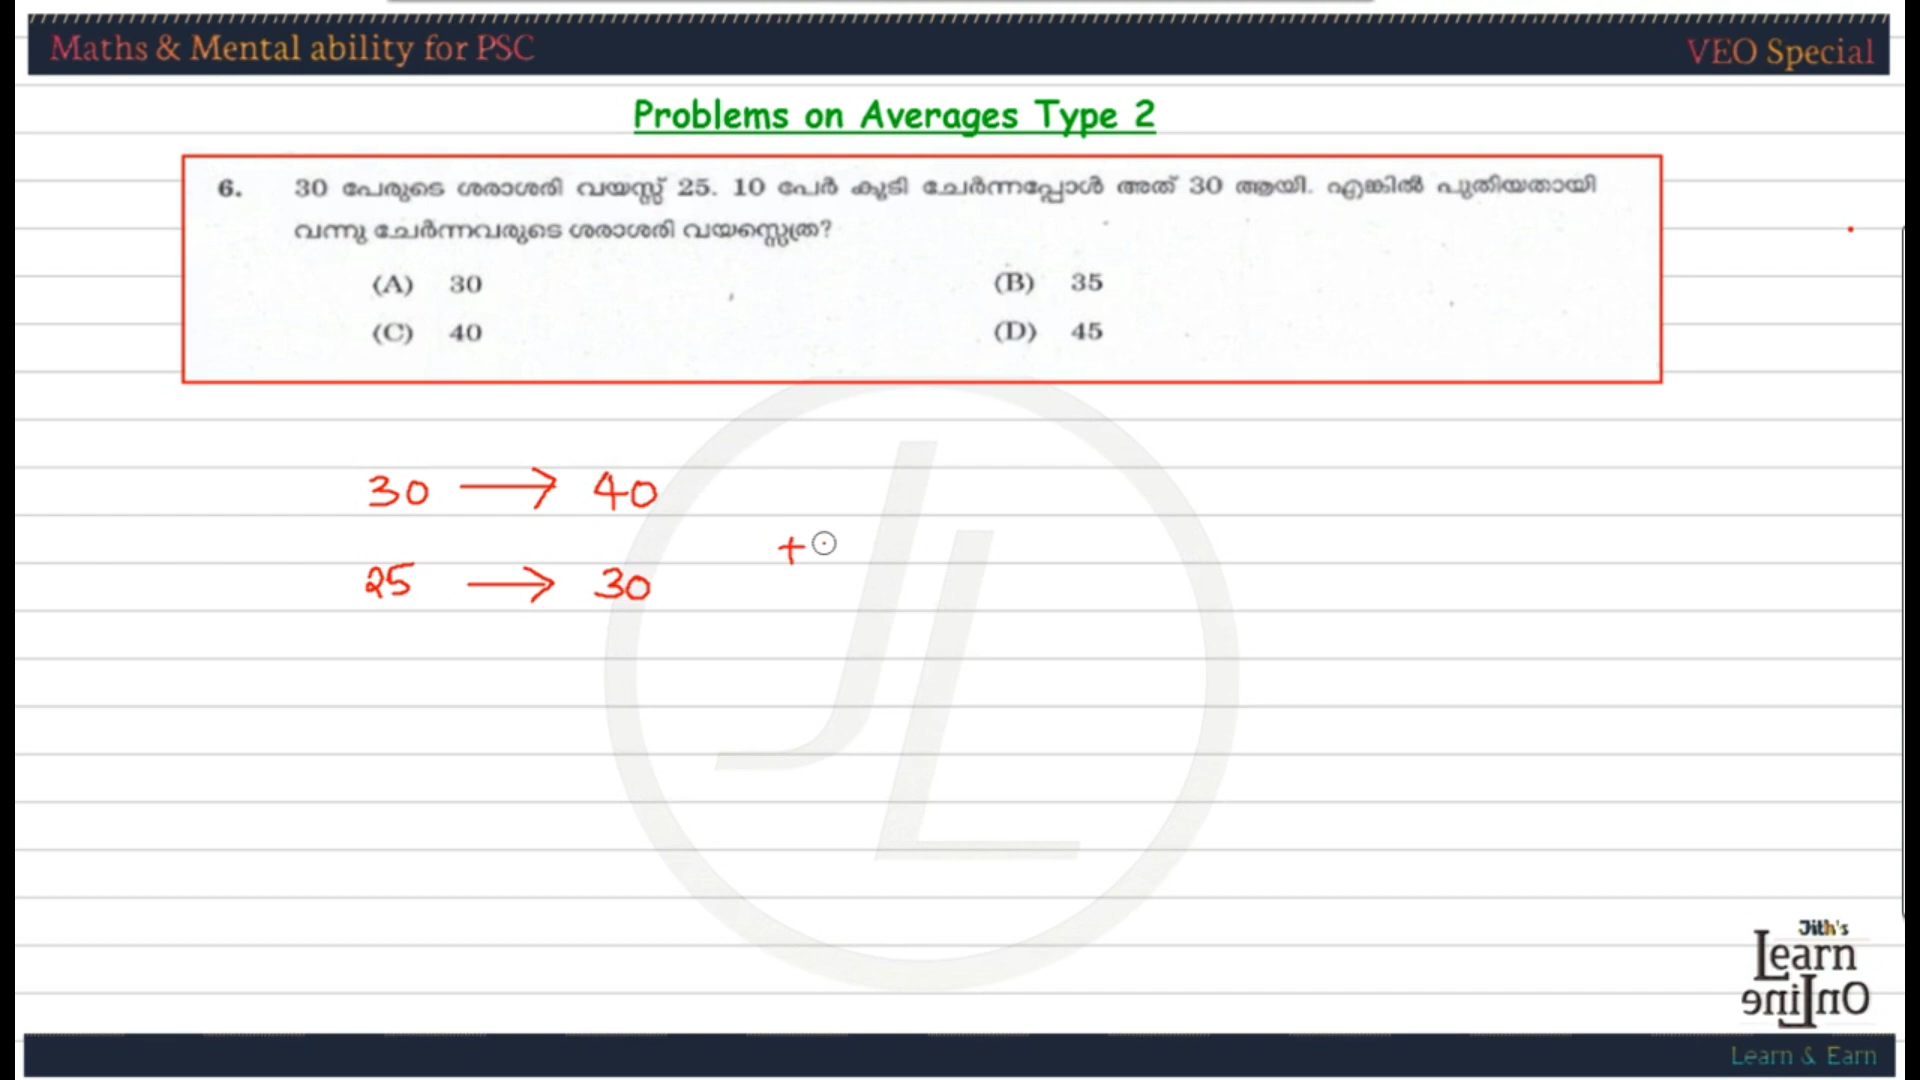 Maths & Mental ability for PSC
VEO Special
Problems on Averages Type 2
6. 30 പേരുടെ ശരാശരി വയസ്സ് 25. 10 പേർ കൂടി ചേർന്നപ്പോൾ അത് 30 ആയി. എങ്കിൽ പുതിയതായി
വന്നു ചേർന്നവരുടെ ശരാശരി വയസ്സെത്ര?
(A) 30 (B) 35
(C) 40 (D) 45
30 → 40
+
25 → 30
JL
Jith's
Learn
OnLine
Learn & Earn